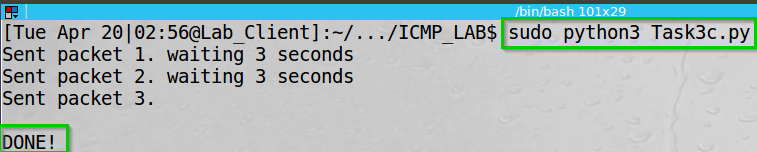 /bin/bash 101x29
[Tue Apr 20|02:56@Lab_Client]:~/.../ICMP_LAB$ sudo python3 Task3c.py
Sent packet 1. waiting 3 seconds
Sent packet 2. waiting 3 seconds
Sent packet 3.
DONE!